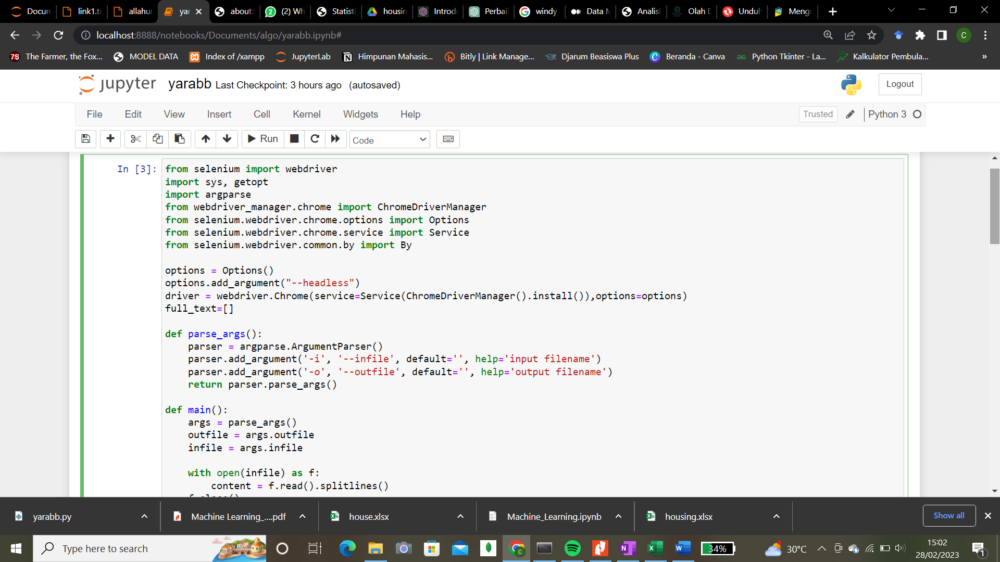 Docum
link1.t
allahu
yar
about:
(2) Wh
Statisti
housin
Introd
Perbail
windy
Data M
Analisi
Olah D
Unduh
Meng
localhost:8888/notebooks/Documents/algo/yarabb.ipynb#
C
The Farmer, the Fox...
MODEL DATA
Index of /xampp
JupyterLab
Himpunan Mahasis...
Bitly | Link Manage...
Djarum Beasiswa Plus
Beranda - Canva
Python Tkinter - La...
Kalkulator Pembula...
»
jupyter yarabb Last Checkpoint: 3 hours ago (autosaved)
Logout
File Edit View Insert Cell Kernel Widgets Help
Trusted
Python 3
Run
Code
In [3]:
from selenium import webdriver
import sys, getopt
import argparse
from webdriver_manager.chrome import ChromeDriverManager
from selenium.webdriver.chrome.options import Options
from selenium.webdriver.chrome.service import Service
from selenium.webdriver.common.by import By
options = Options()
options.add_argument("--headless")
driver = webdriver.Chrome(service=Service(ChromeDriverManager().install()),options=options)
full_text=[]
def parse_args():
    parser = argparse.ArgumentParser()
    parser.add_argument('-i', '--infile', default='', help='input filename')
    parser.add_argument('-o', '--outfile', default='', help='output filename')
    return parser.parse_args()
def main():
    args = parse_args()
    outfile = args.outfile
    infile = args.infile
    with open(infile) as f:
        content = f.read().splitlines()
yarabb.py
Machine Learning_....pdf
house.xlsx
Machine_Learning.ipynb
housing.xlsx
Show all
Type here to search
34%
30°C
15:02
28/02/2023
1